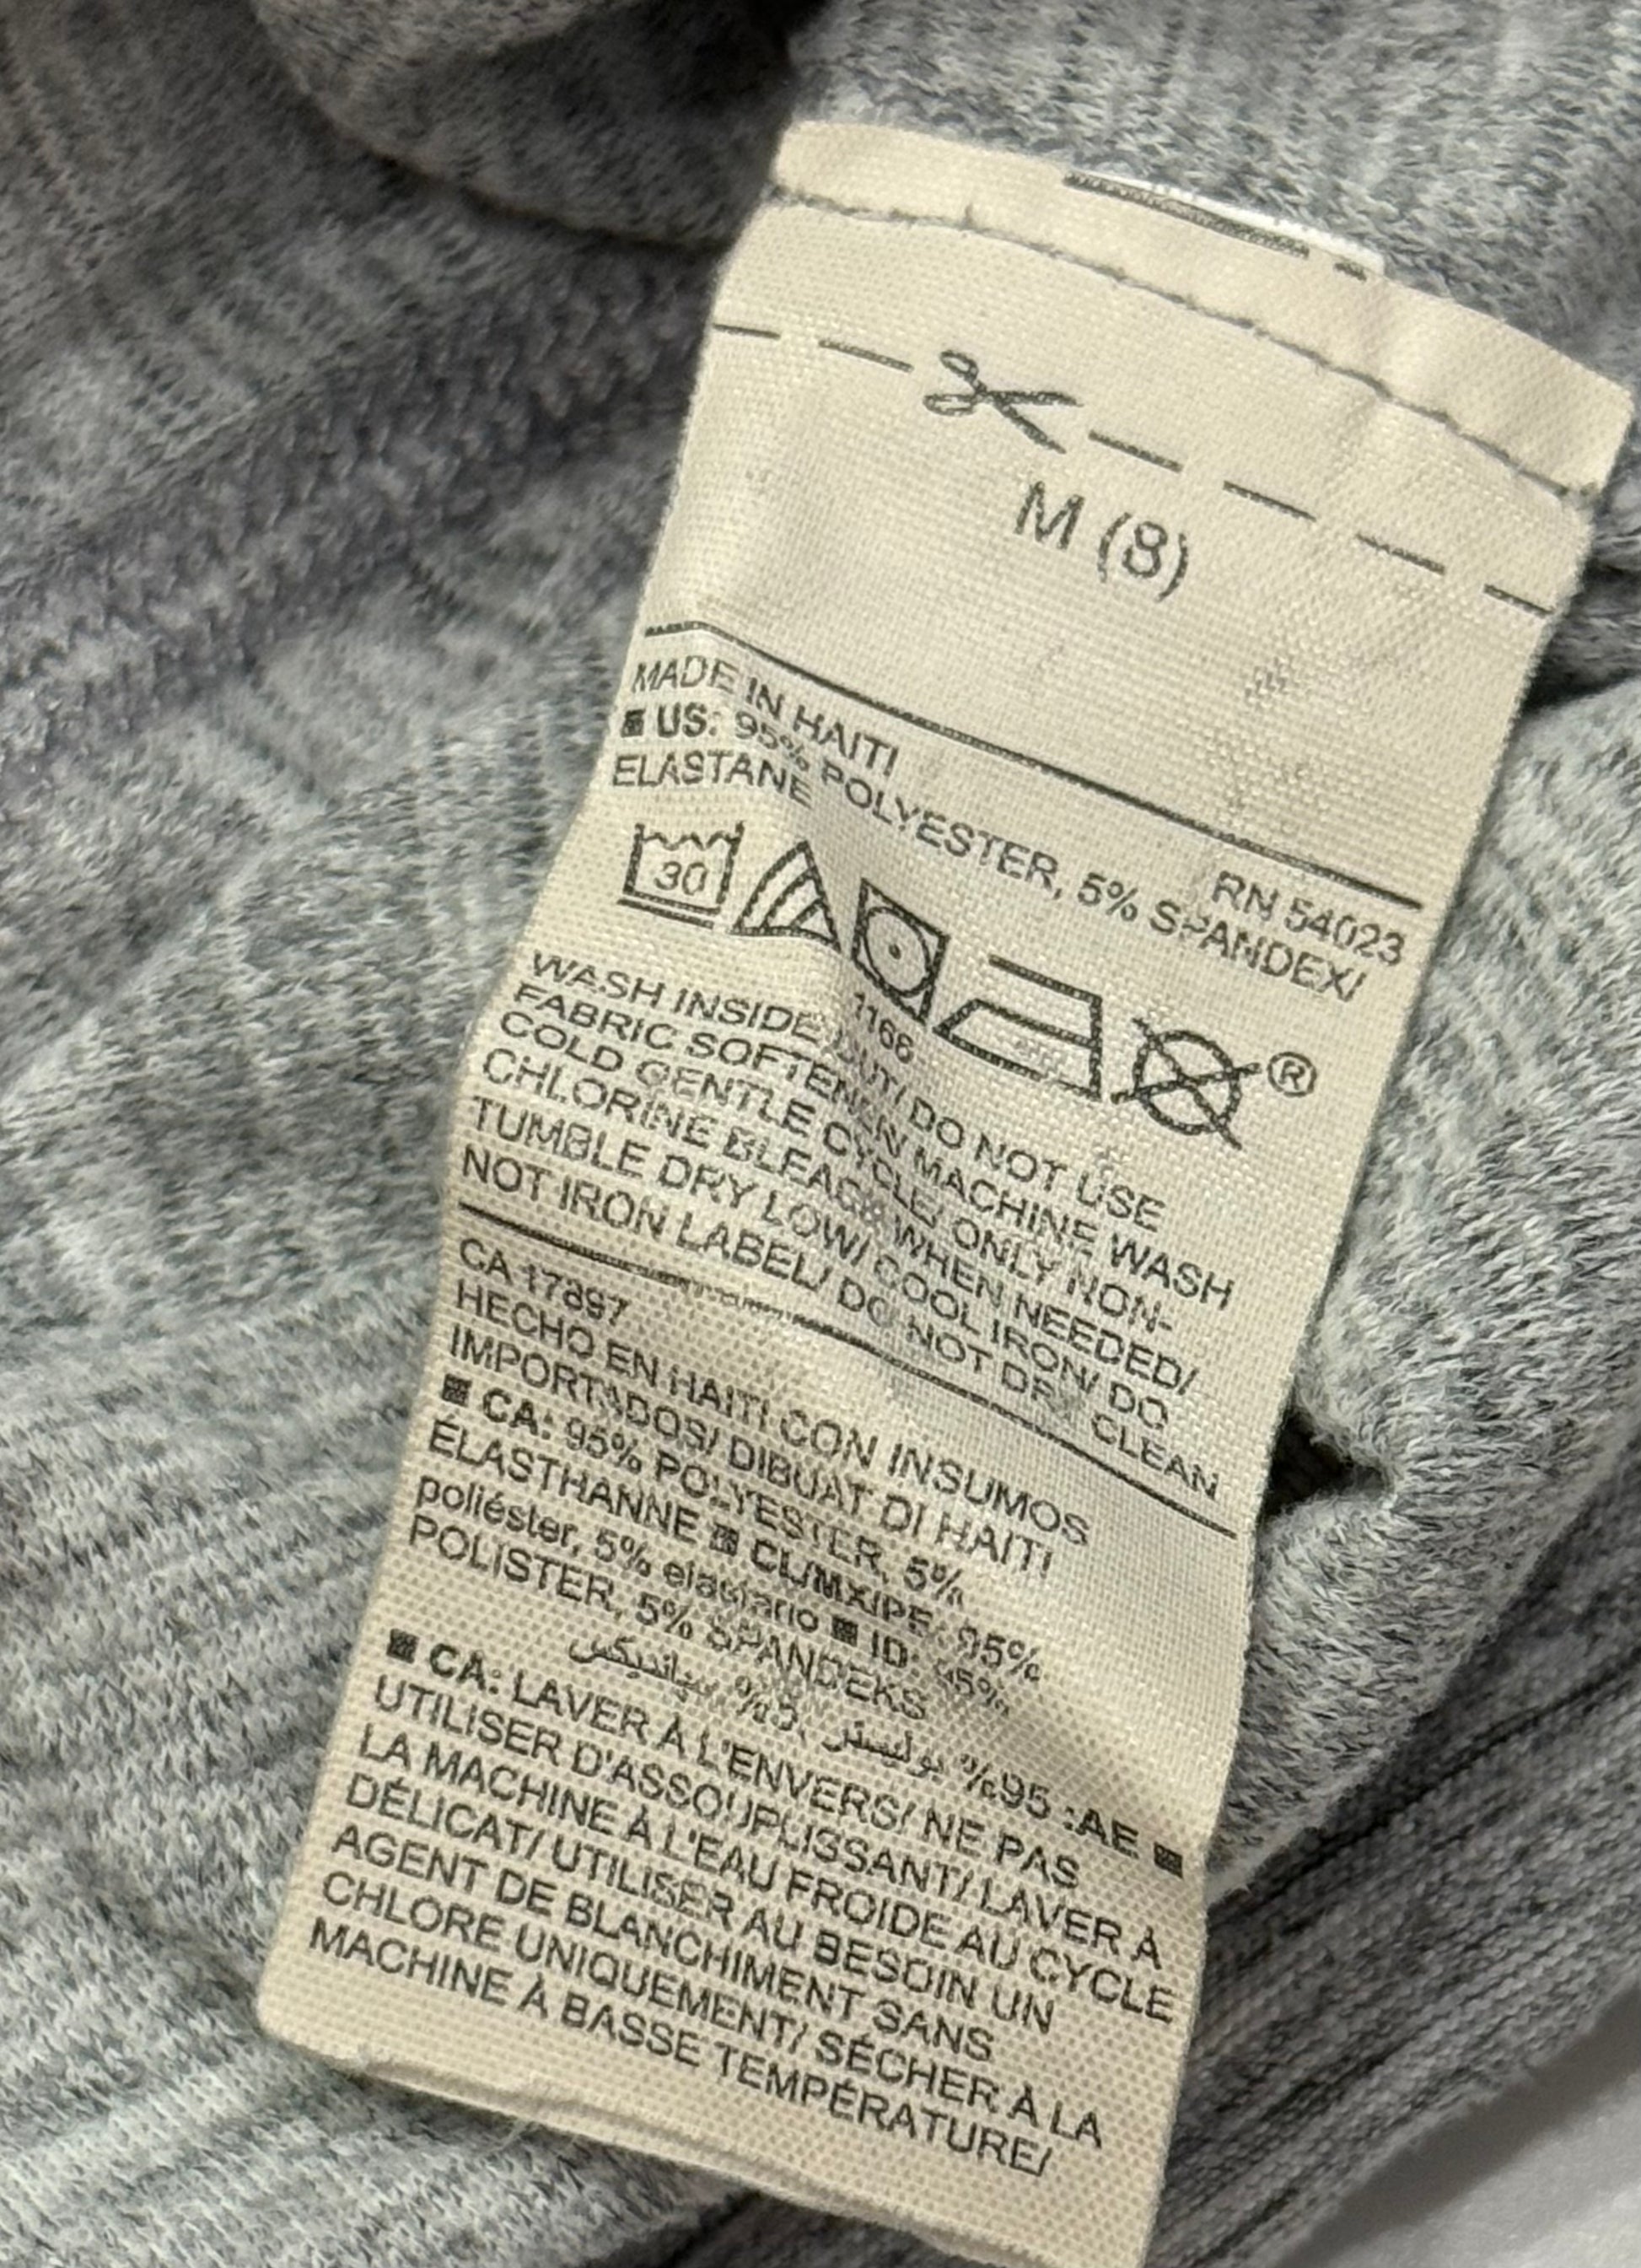 M (8)
MADE IN HAITI
RN 54023
■ US: 95% POLYESTER, 5% SPANDEX/
ELASTANE
30
1166
®
WASH INSIDE OUT/ DO NOT USE
FABRIC SOFTENER/ MACHINE WASH
COLD GENTLE CYCLE/ ONLY NON-
CHLORINE BLEACH WHEN NEEDED/
TUMBLE DRY LOW/ COOL IRON/ DO
NOT IRON LABEL/ DO NOT DRY CLEAN
CA 17897
HECHO EN HAITI CON INSUMOS
IMPORTADOS/ DIBUAT DI HAITI
■ CA: 95% POLYESTER, 5%
ÉLASTHANNE ■ CL/MX/PE: 95%
poliéster, 5% elastano ■ ID: 95%
POLISTER, 5% SPANDEKS
■ AE: 95% بوليستر, 5% سباندیکس
■ CA: LAVER À L'ENVERS/ NE PAS
UTILISER D'ASSOUPLISSANT/ LAVER À
LA MACHINE À L'EAU FROIDE AU CYCLE
DÉLICAT/ UTILISER AU BESOIN UN
AGENT DE BLANCHIMENT SANS
CHLORE UNIQUEMENT/ SÉCHER À LA
MACHINE À BASSE TEMPÉRATURE/